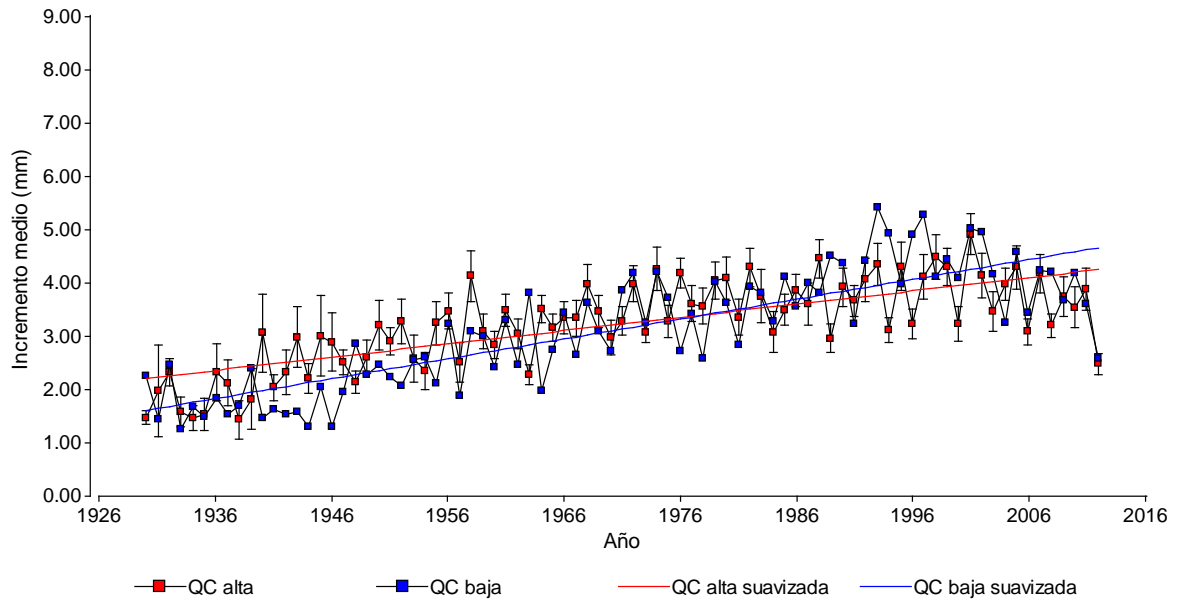 9.00
8.00
7.00
6.00
5.00
4.00
3.00
2.00
1.00
0.00
Incremento medio (mm)
1926 1936 1946 1956 1966 1976 1986 1996 2006 2016
Año
QC alta QC baja QC alta suavizada QC baja suavizada